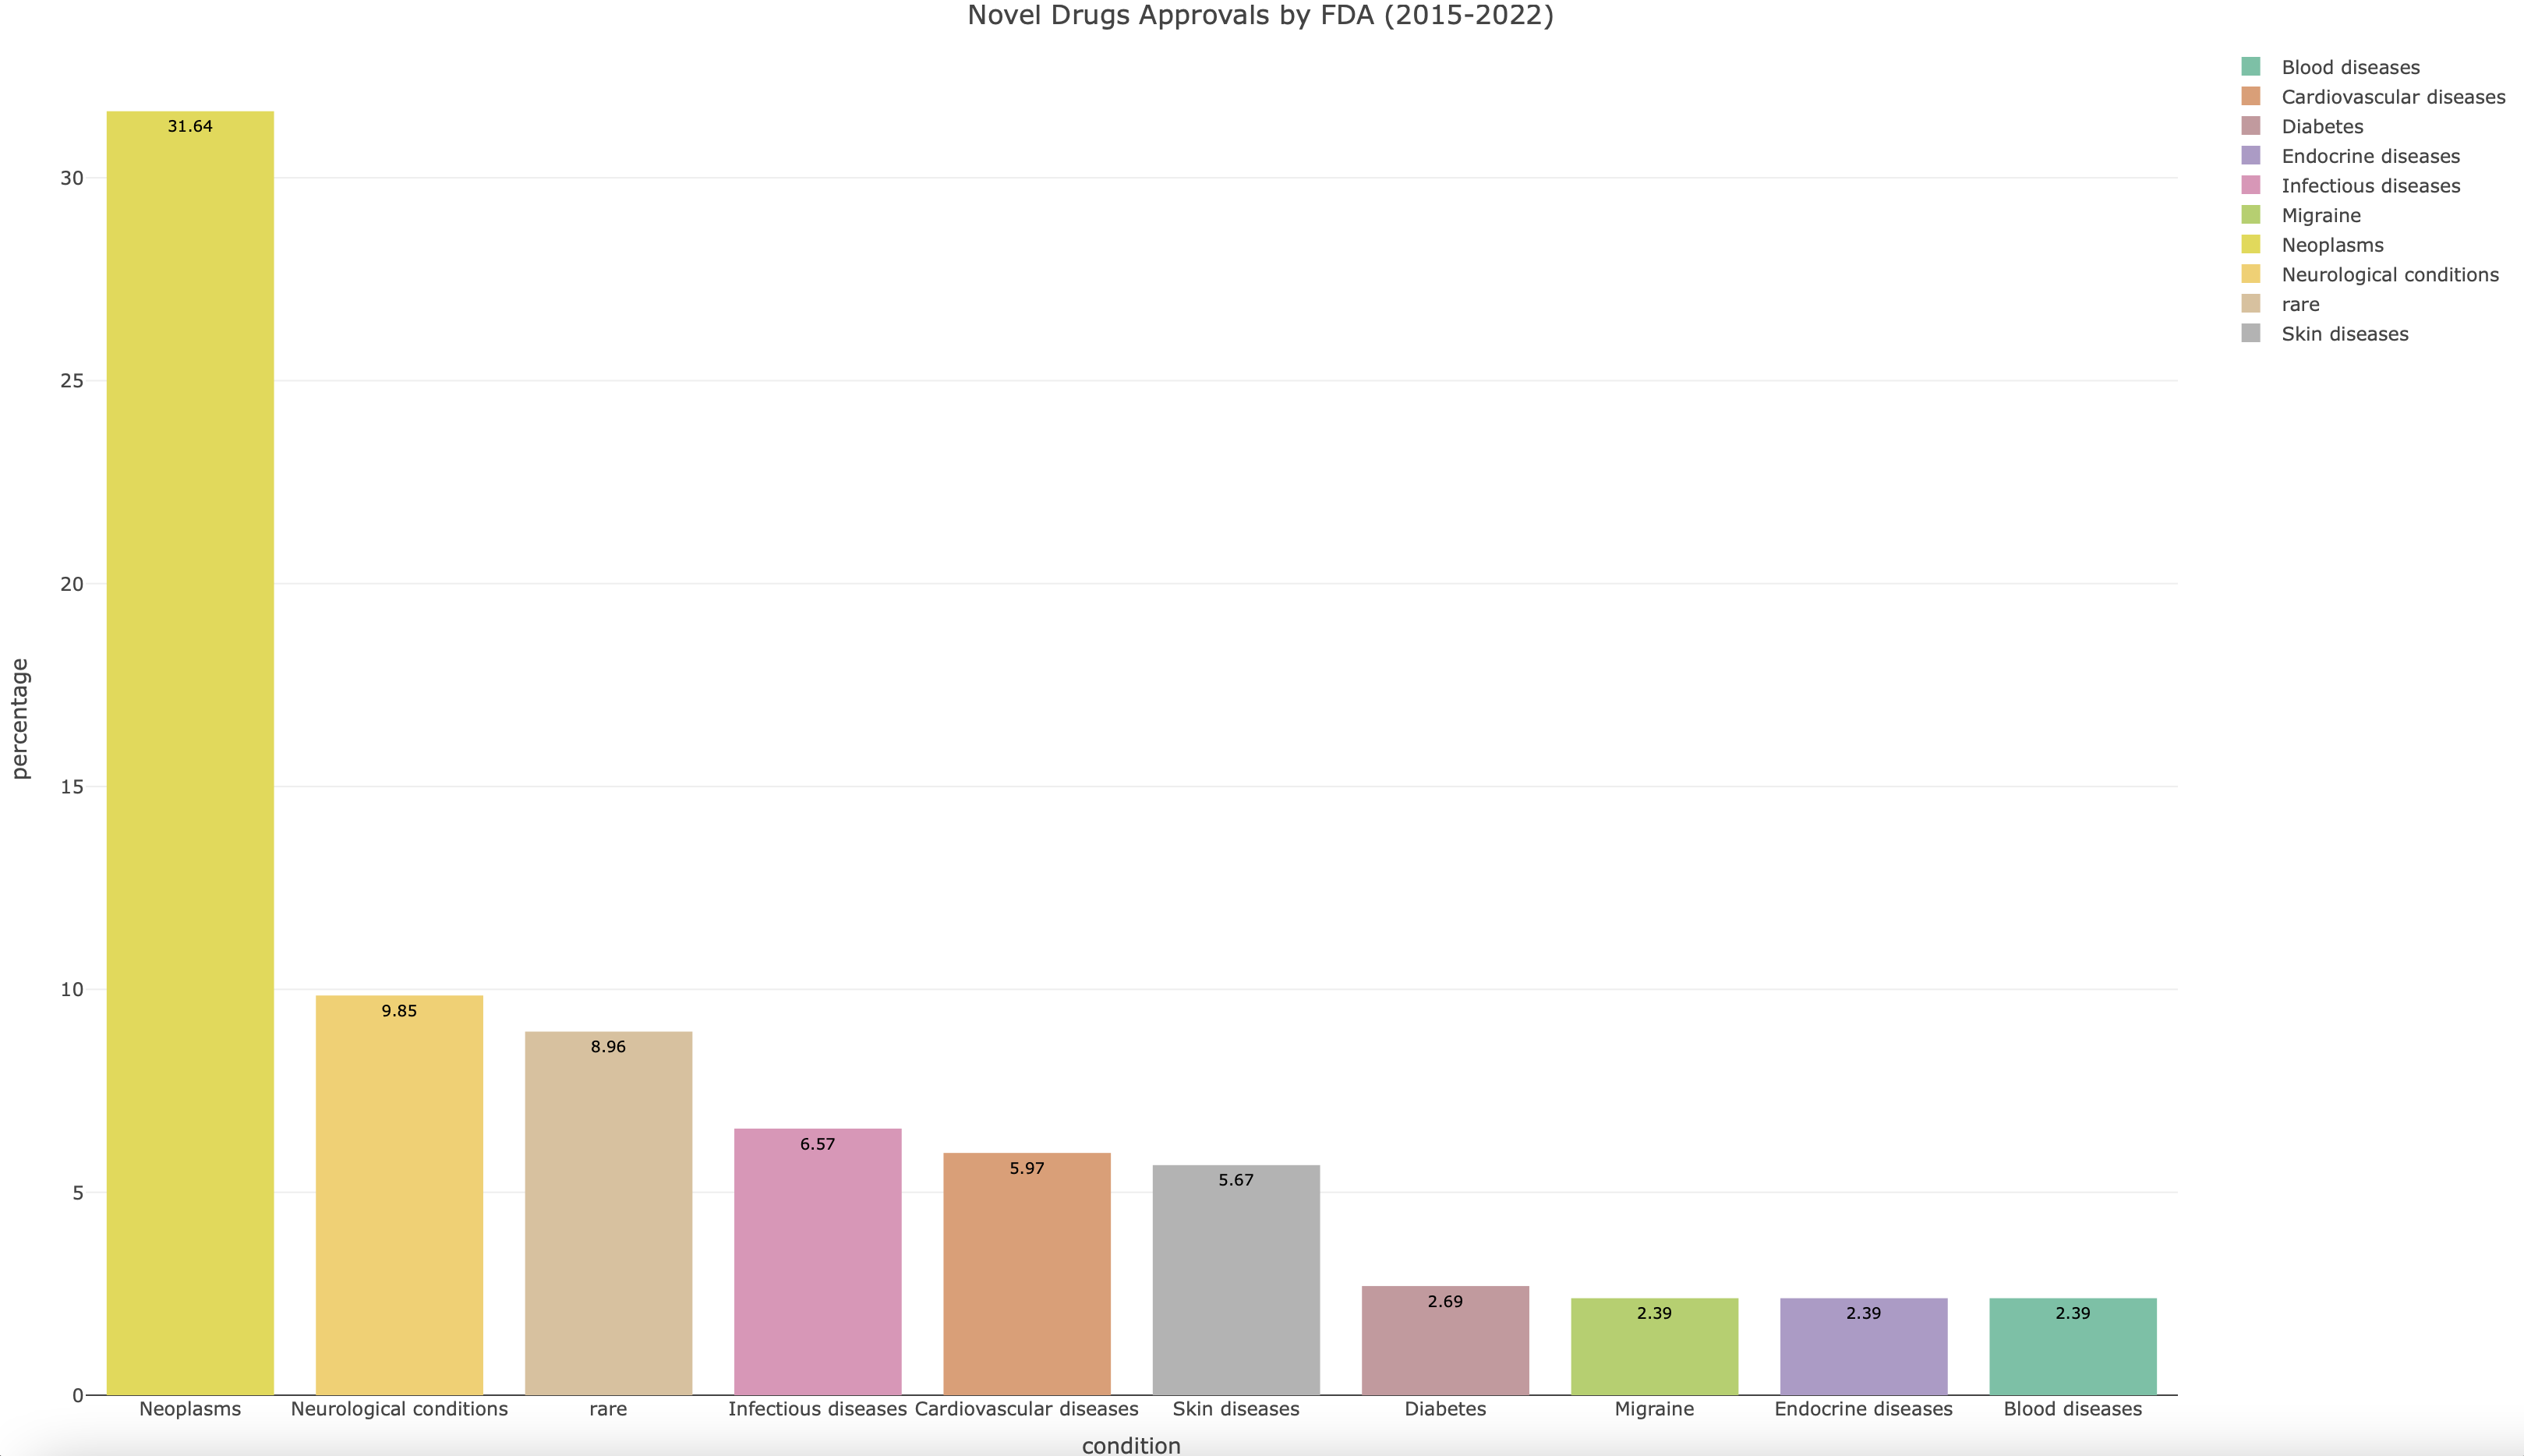 Novel Drugs Approvals by FDA (2015-2022)
Blood diseases
Cardiovascular diseases
Diabetes
Endocrine diseases
Infectious diseases
Migraine
Neoplasms
Neurological conditions
rare
Skin diseases
percentage
30
25
20
15
10
5
0
31.64
9.85
8.96
6.57
5.97
5.67
2.69
2.39
2.39
2.39
Neoplasms
Neurological conditions
rare
Infectious diseases
Cardiovascular diseases
Skin diseases
Diabetes
Migraine
Endocrine diseases
Blood diseases
condition